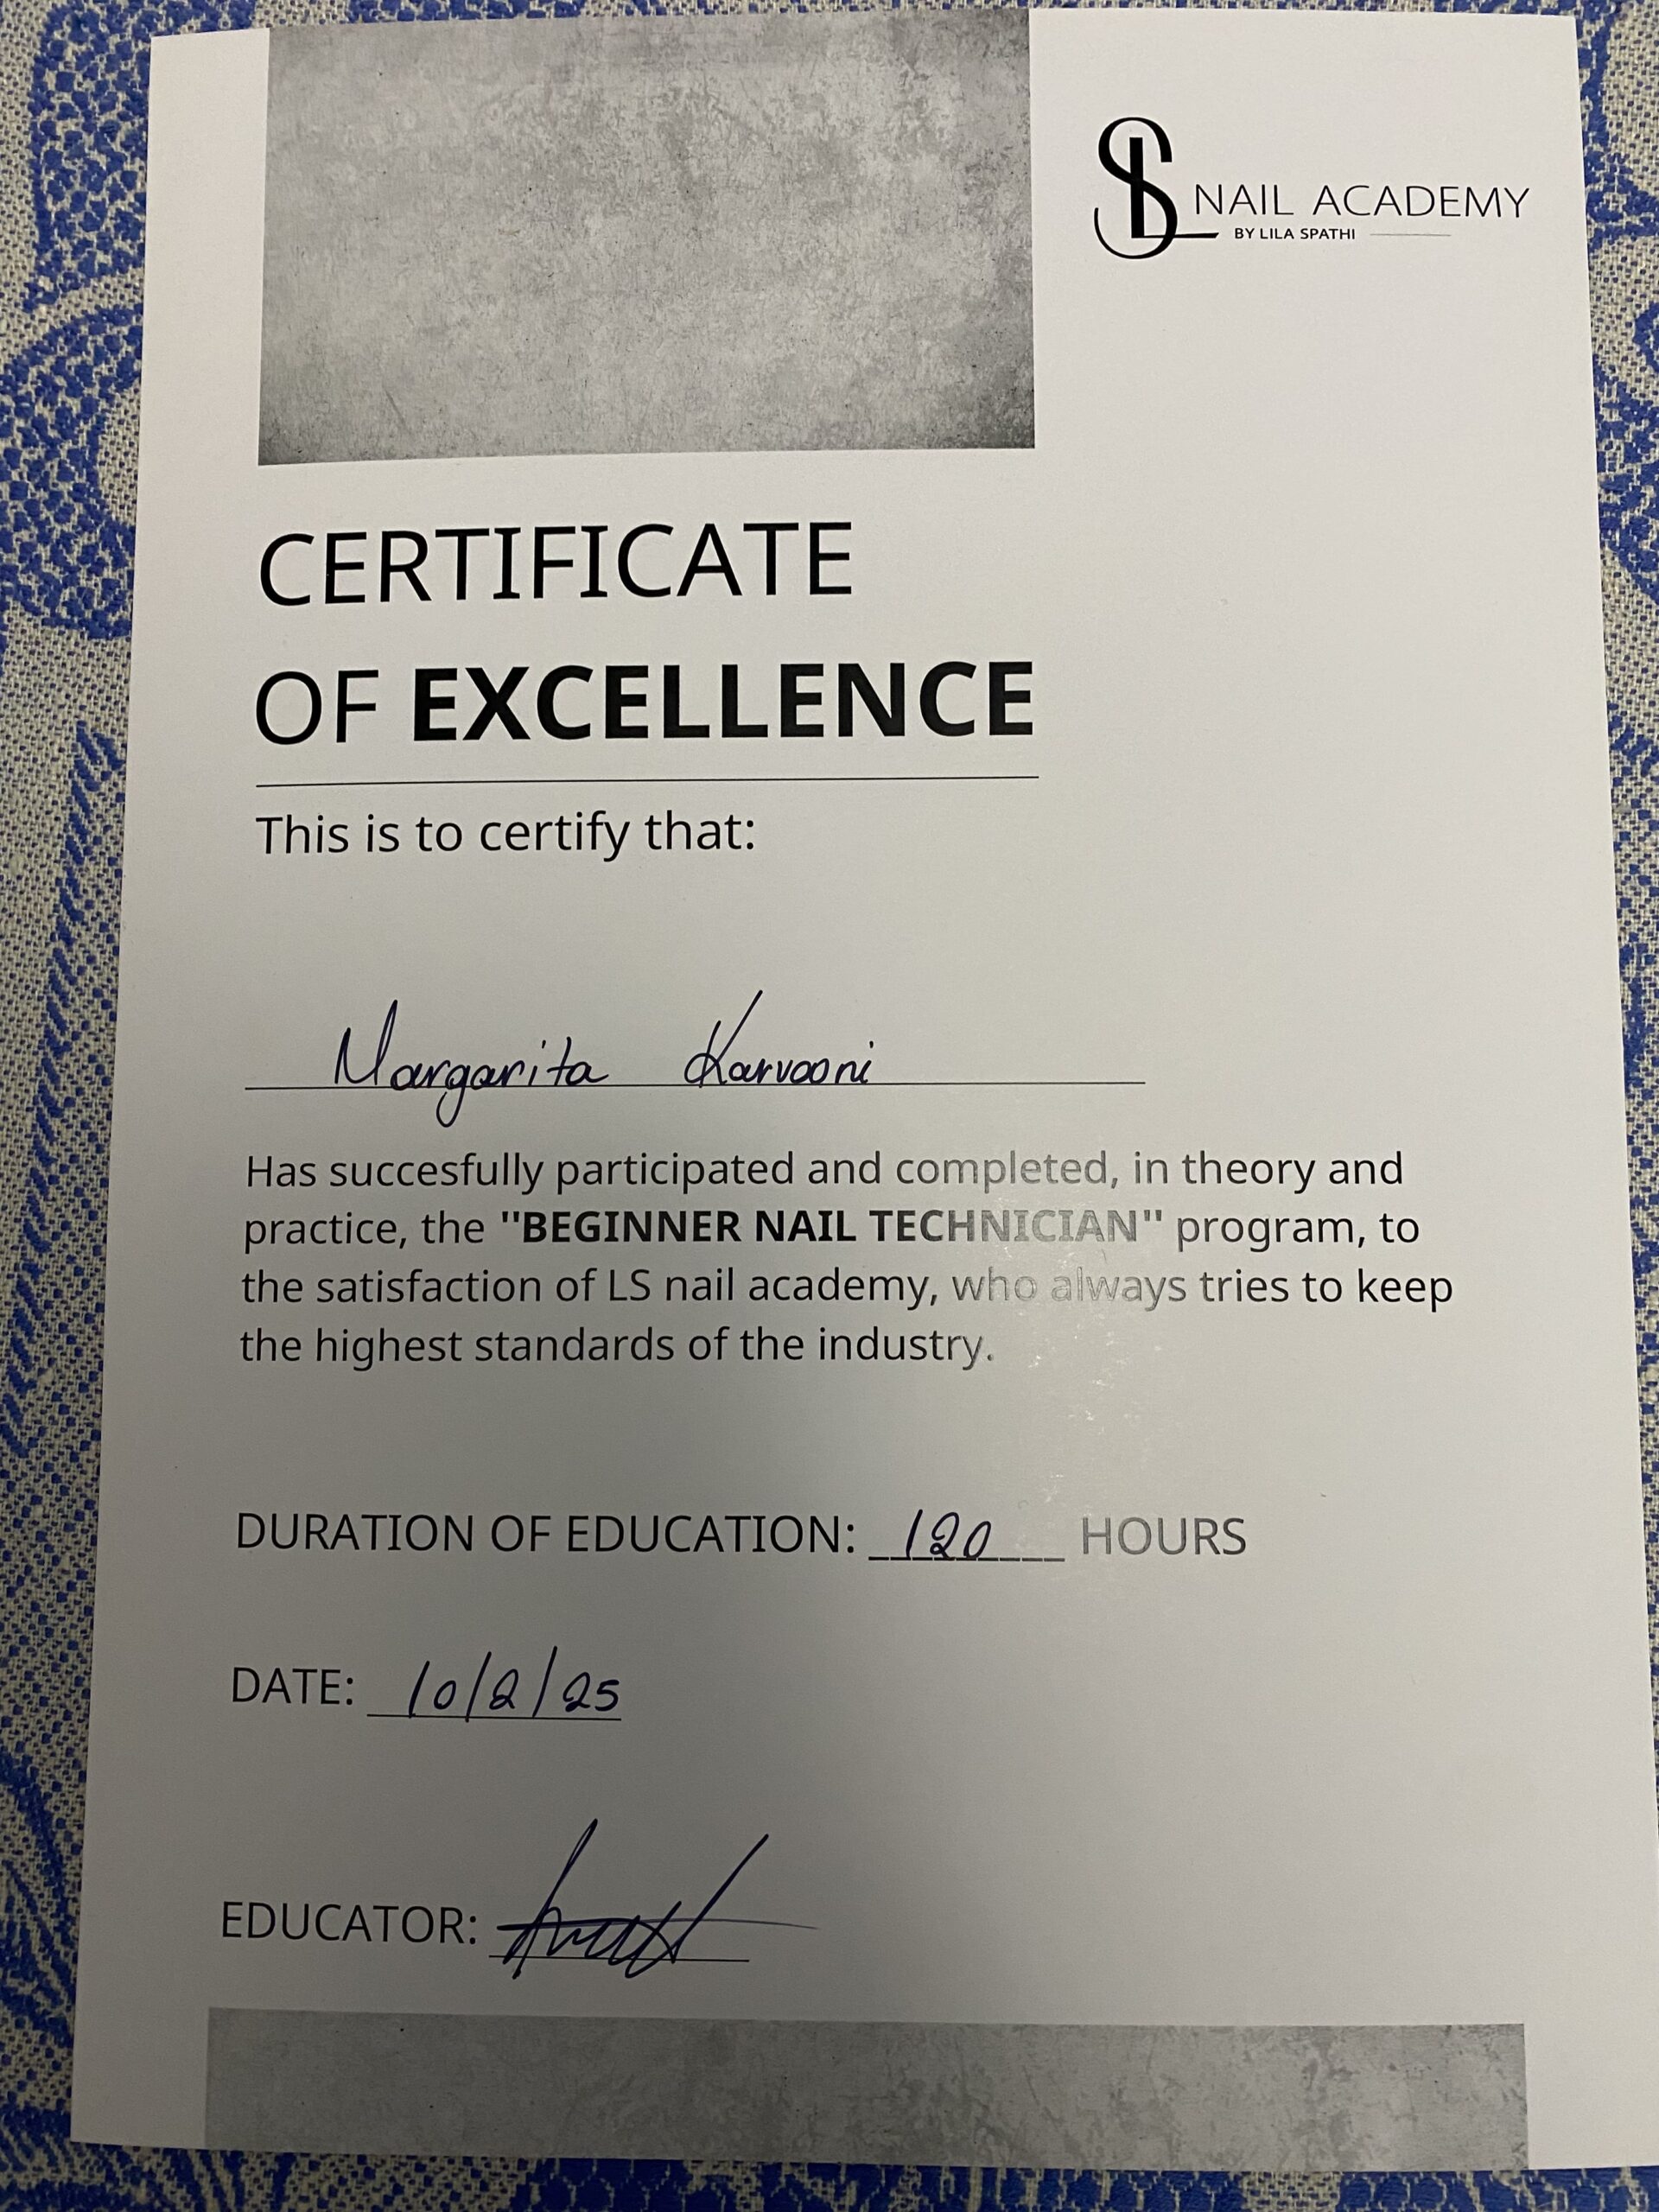 LS NAIL ACADEMY
BY LILA SPATHI
CERTIFICATE
OF EXCELLENCE
This is to certify that:
Margarita Karvooni
Has succesfully participated and completed, in theory and
practice, the "BEGINNER NAIL TECHNICIAN" program, to
the satisfaction of LS nail academy, who always tries to keep
the highest standards of the industry.
DURATION OF EDUCATION: 120 HOURS
DATE: 10/2/25
EDUCATOR: